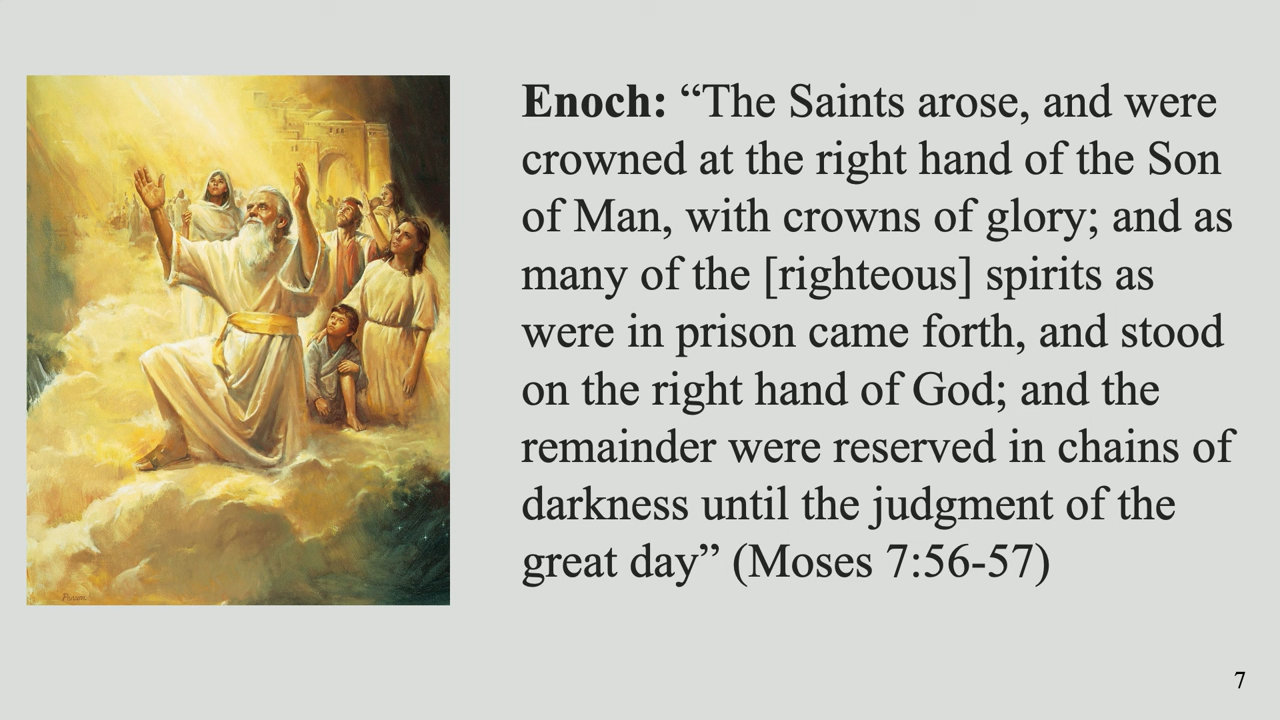 Enoch: “The Saints arose, and were
crowned at the right hand of the Son
of Man, with crowns of glory; and as
many of the [righteous] spirits as
were in prison came forth, and stood
on the right hand of God; and the
remainder were reserved in chains of
darkness until the judgment of the
great day” (Moses 7:56-57)
7